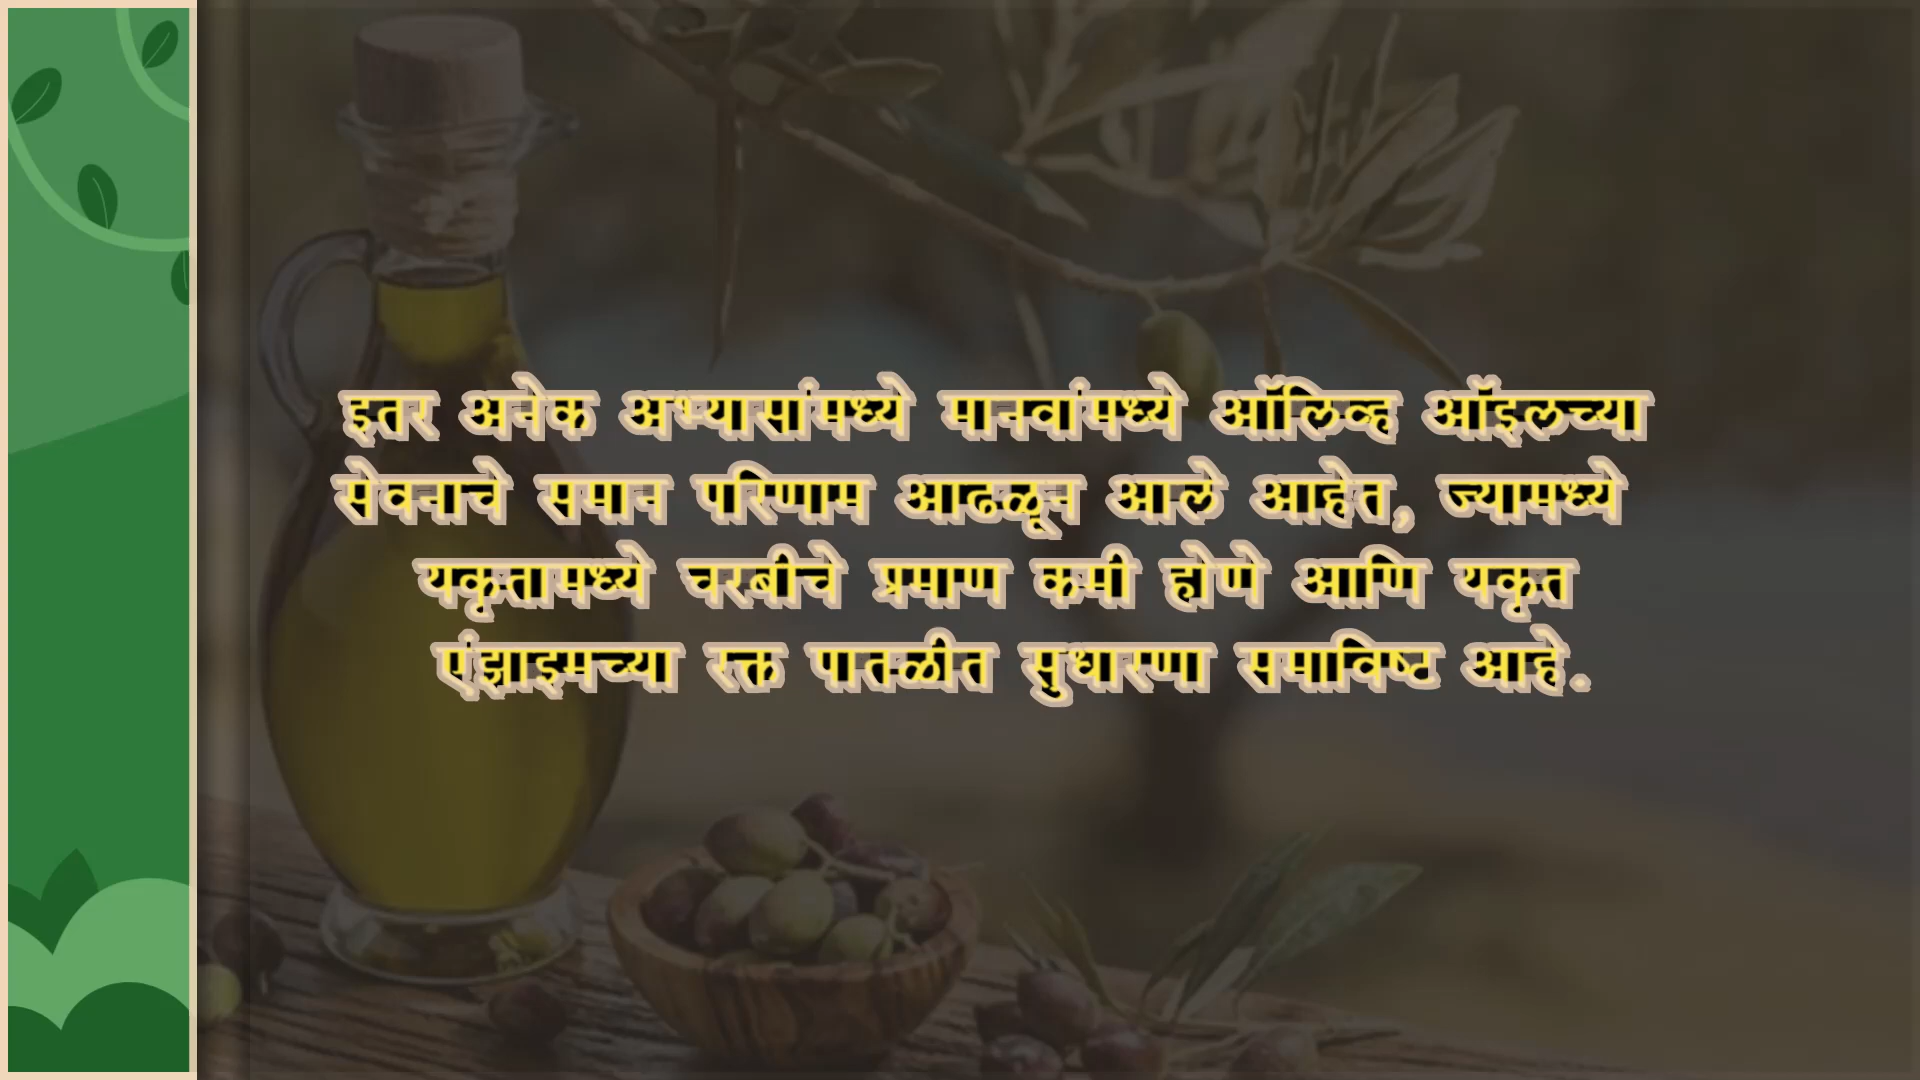 इतर अनेक अभ्यासांमध्ये मानवांमध्ये ऑलिव्ह ऑइलच्या
सेवनाचे समान परिणाम आढळून आले आहेत, ज्यामध्ये
यकृतामध्ये चरबीचे प्रमाण कमी होणे आणि यकृत
एंझाइमच्या रक्त पातळीत सुधारणा समाविष्ट आहे.